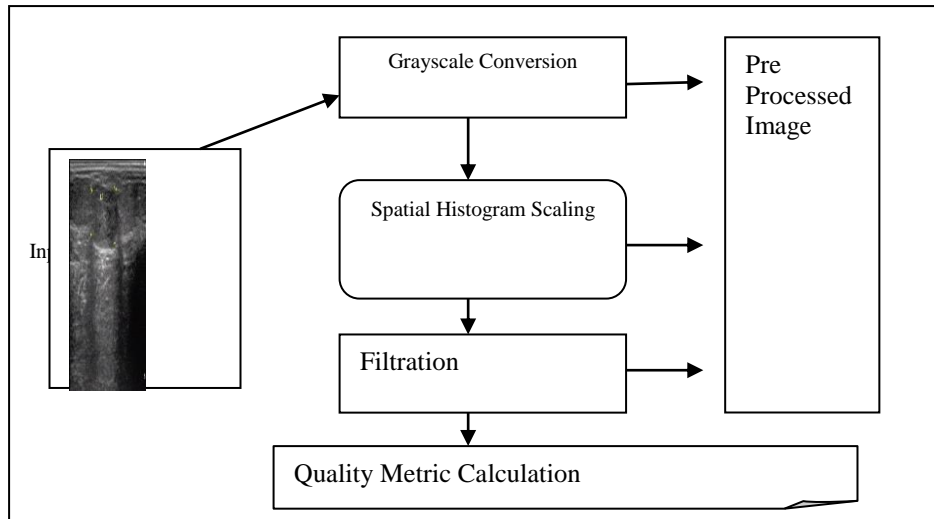 Grayscale Conversion
Pre
Processed
Image
Spatial Histogram Scaling
Filtration
Quality Metric Calculation